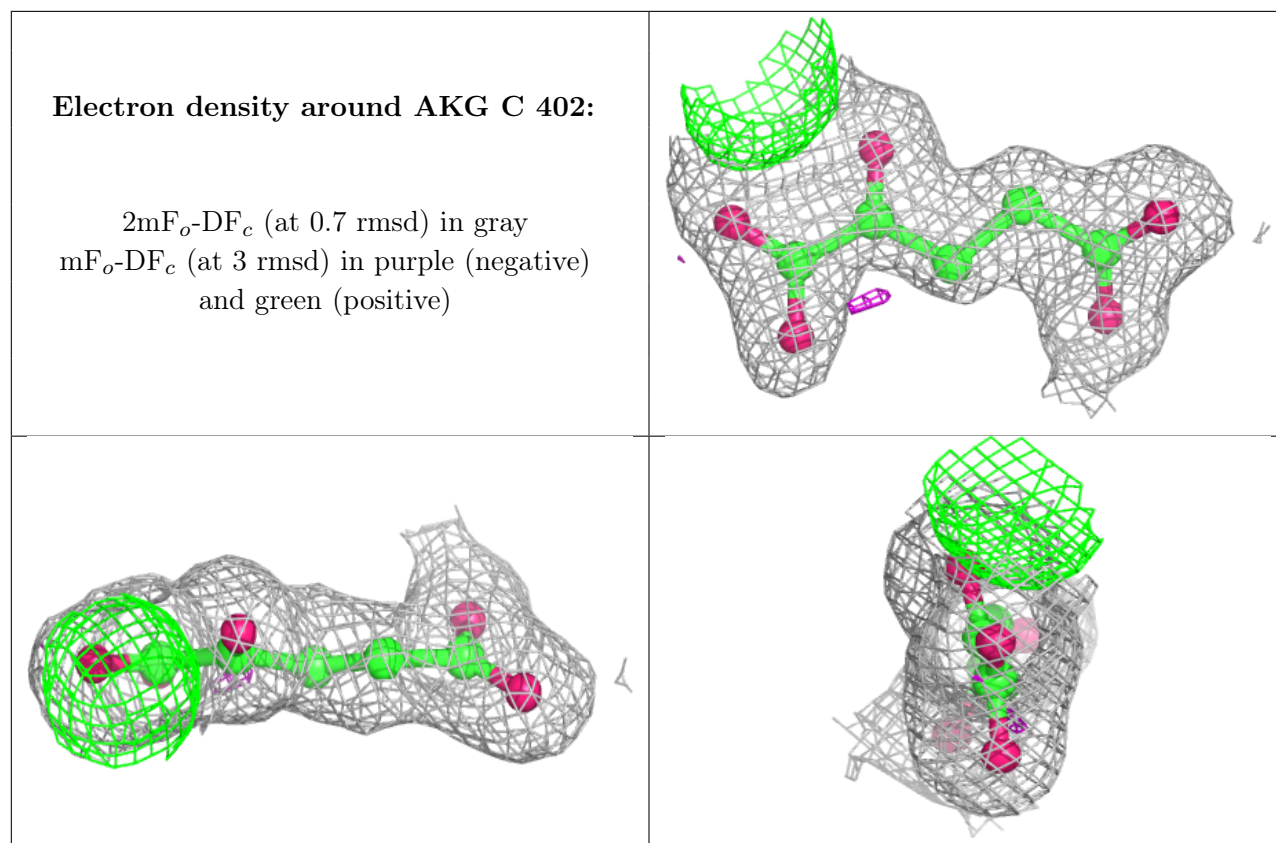 Electron density around AKG C 402:
2mFo-DFc (at 0.7 rmsd) in gray
mFo-DFc (at 3 rmsd) in purple (negative)
and green (positive)